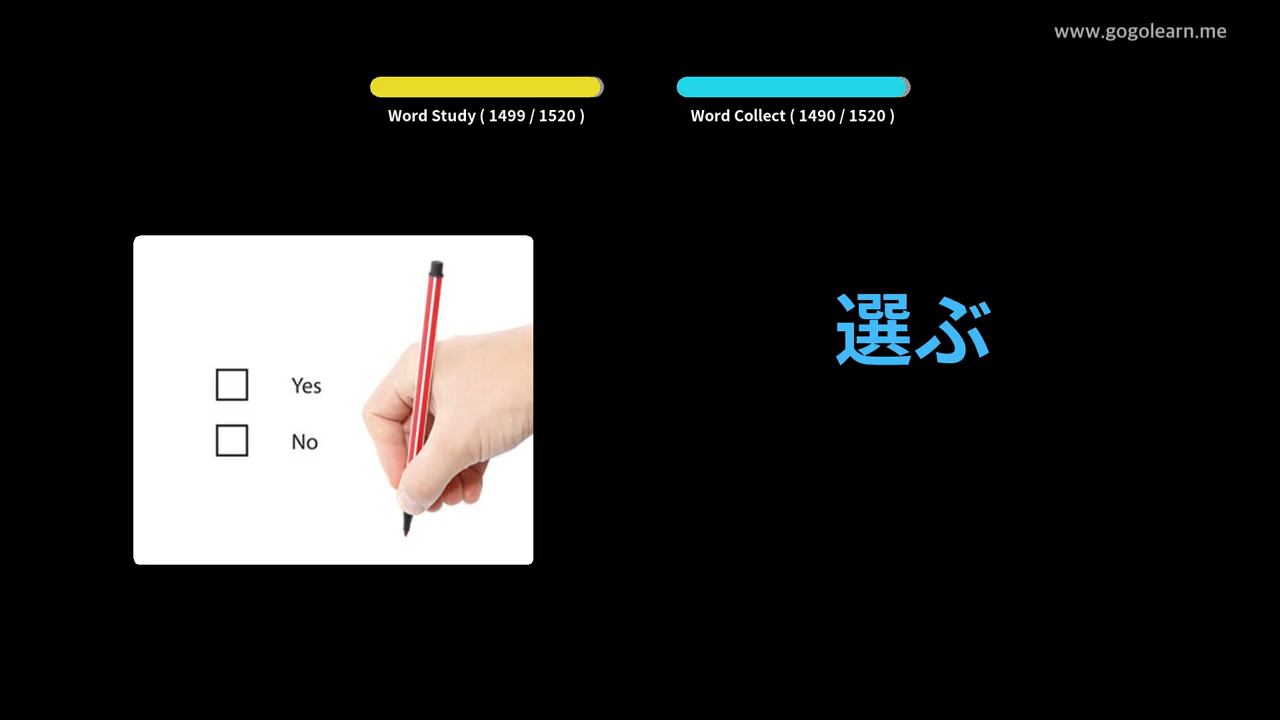 www.gogolearn.me
Word Study ( 1499 / 1520 )
Word Collect ( 1490 / 1520 )
Yes
No
選ぶ